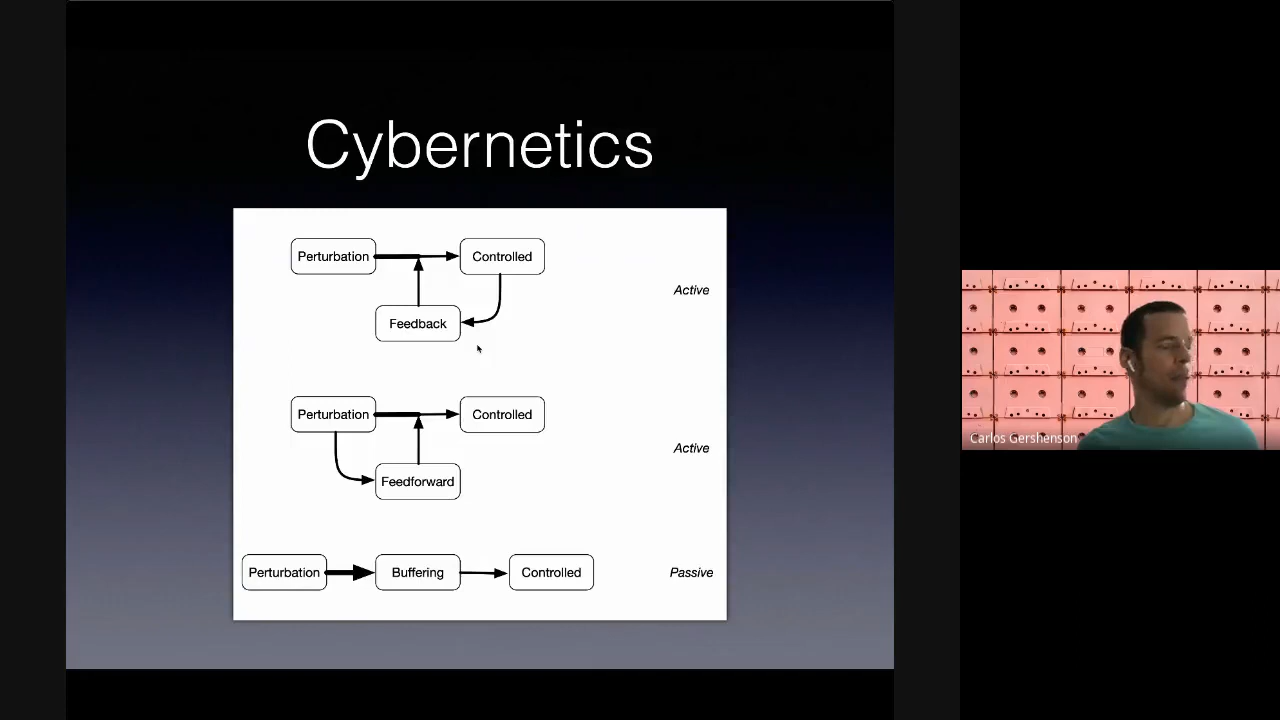 Cybernetics
Perturbation
Controlled
Active
Feedback
Perturbation
Controlled
Active
Feedforward
Perturbation
Buffering
Controlled
Passive
Carlos Gershenson